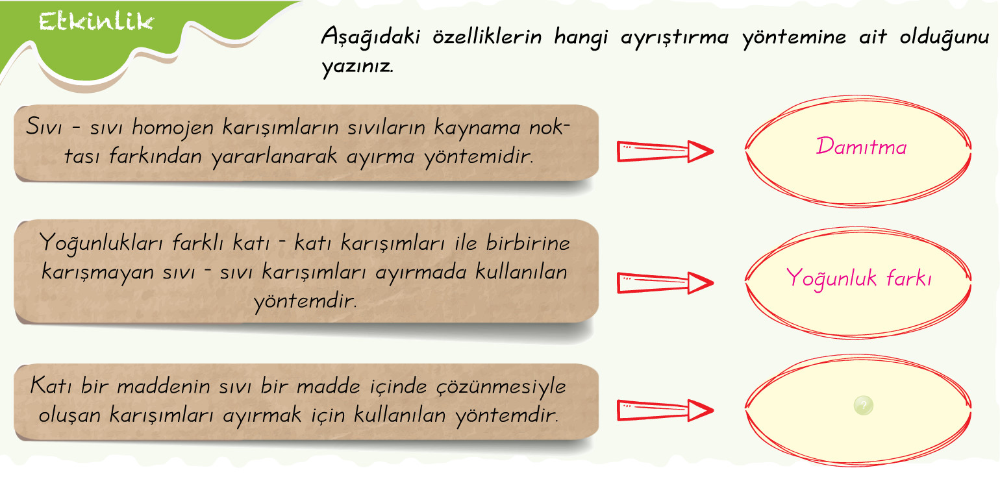 Etkinlik
Aşağıdaki özelliklerin hangi ayrıştırma yöntemine ait olduğunu
yazınız.
Sıvı - sıvı homojen karışımların sıvıların kaynama nok-
tası farkından yararlanarak ayırma yöntemidir.
Damıtma
Yoğunlukları farklı katı - katı karışımları ile birbirine
karışmayan sıvı - sıvı karışımları ayırmada kullanılan
yöntemdir.
Yoğunluk farkı
Katı bir maddenin sıvı bir madde içinde çözünmesiyle
oluşan karışımları ayırmak için kullanılan yöntemdir.
?